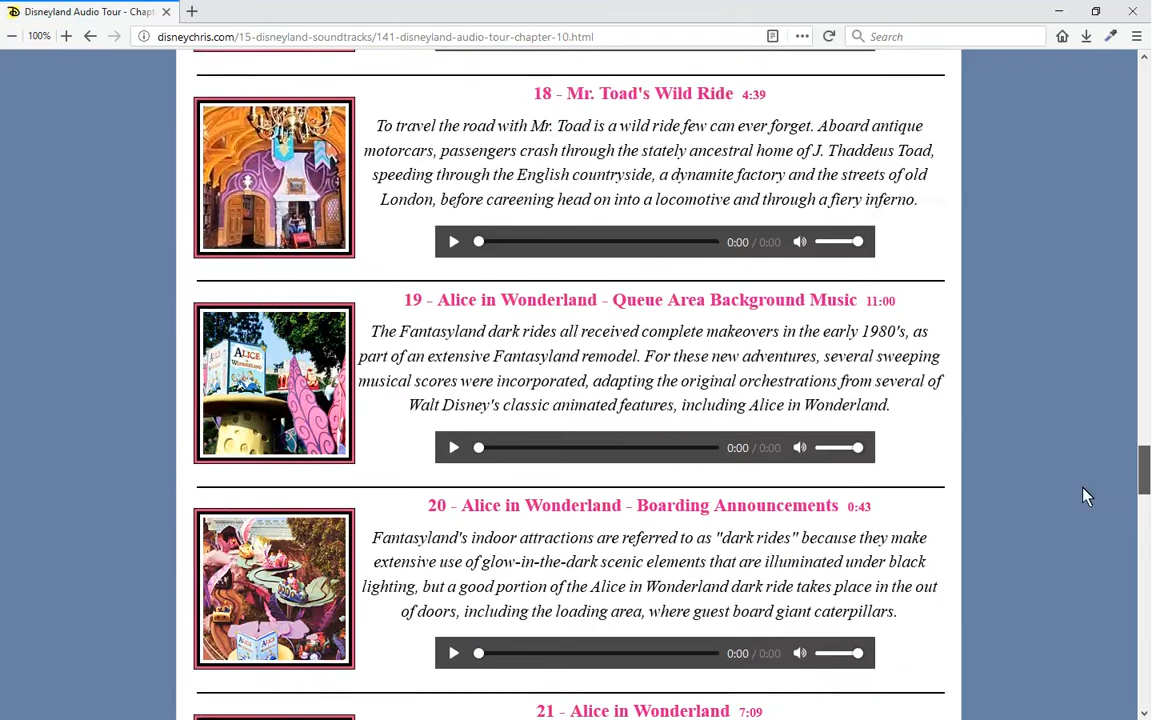 Disneyland Audio Tour - Chapt
100%
disneychris.com/15-disneyland-soundtracks/141-disneyland-audio-tour-chapter-10.html
Search
18 - Mr. Toad's Wild Ride 4:39
To travel the road with Mr. Toad is a wild ride few can ever forget. Aboard antique
motorcars, passengers crash through the stately ancestral home of J. Thaddeus Toad,
speeding through the English countryside, a dynamite factory and the streets of old
London, before careening head on into a locomotive and through a fiery inferno.
0:00 / 0:00
19 - Alice in Wonderland - Queue Area Background Music 11:00
The Fantasyland dark rides all received complete makeovers in the early 1980's, as
part of an extensive Fantasyland remodel. For these new adventures, several sweeping
musical scores were incorporated, adapting the original orchestrations from several of
Walt Disney's classic animated features, including Alice in Wonderland.
ALICE
ALICE
0:00 / 0:00
20 - Alice in Wonderland - Boarding Announcements 0:43
Fantasyland's indoor attractions are referred to as "dark rides" because they make
extensive use of glow-in-the-dark scenic elements that are illuminated under black
lighting, but a good portion of the Alice in Wonderland dark ride takes place in the out
of doors, including the loading area, where guest board giant caterpillars.
0:00 / 0:00
21 - Alice in Wonderland 7:09